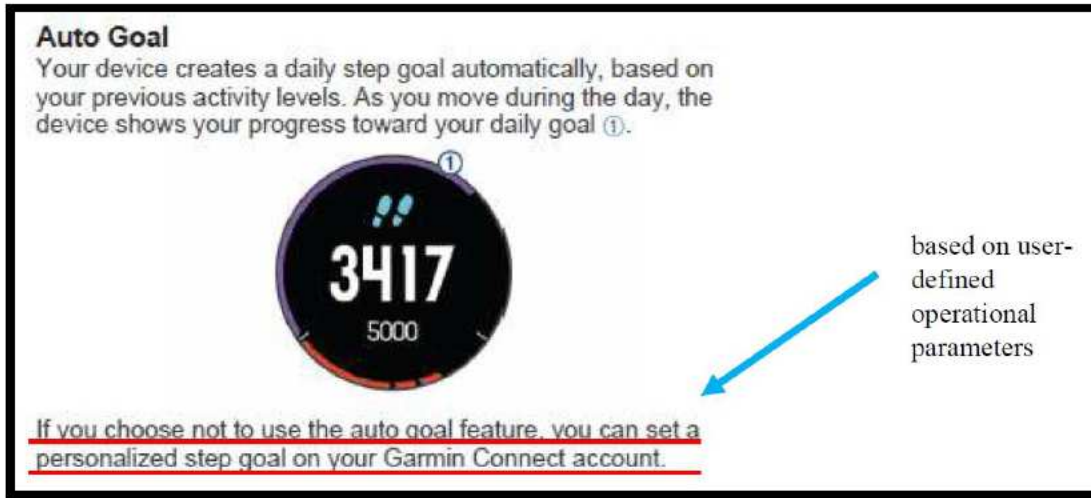 Auto Goal
Your device creates a daily step goal automatically, based on
your previous activity levels. As you move during the day, the
device shows your progress toward your daily goal ①.
①
3417
5000
If you choose not to use the auto goal feature, you can set a
personalized step goal on your Garmin Connect account.
based on user-
defined
operational
parameters